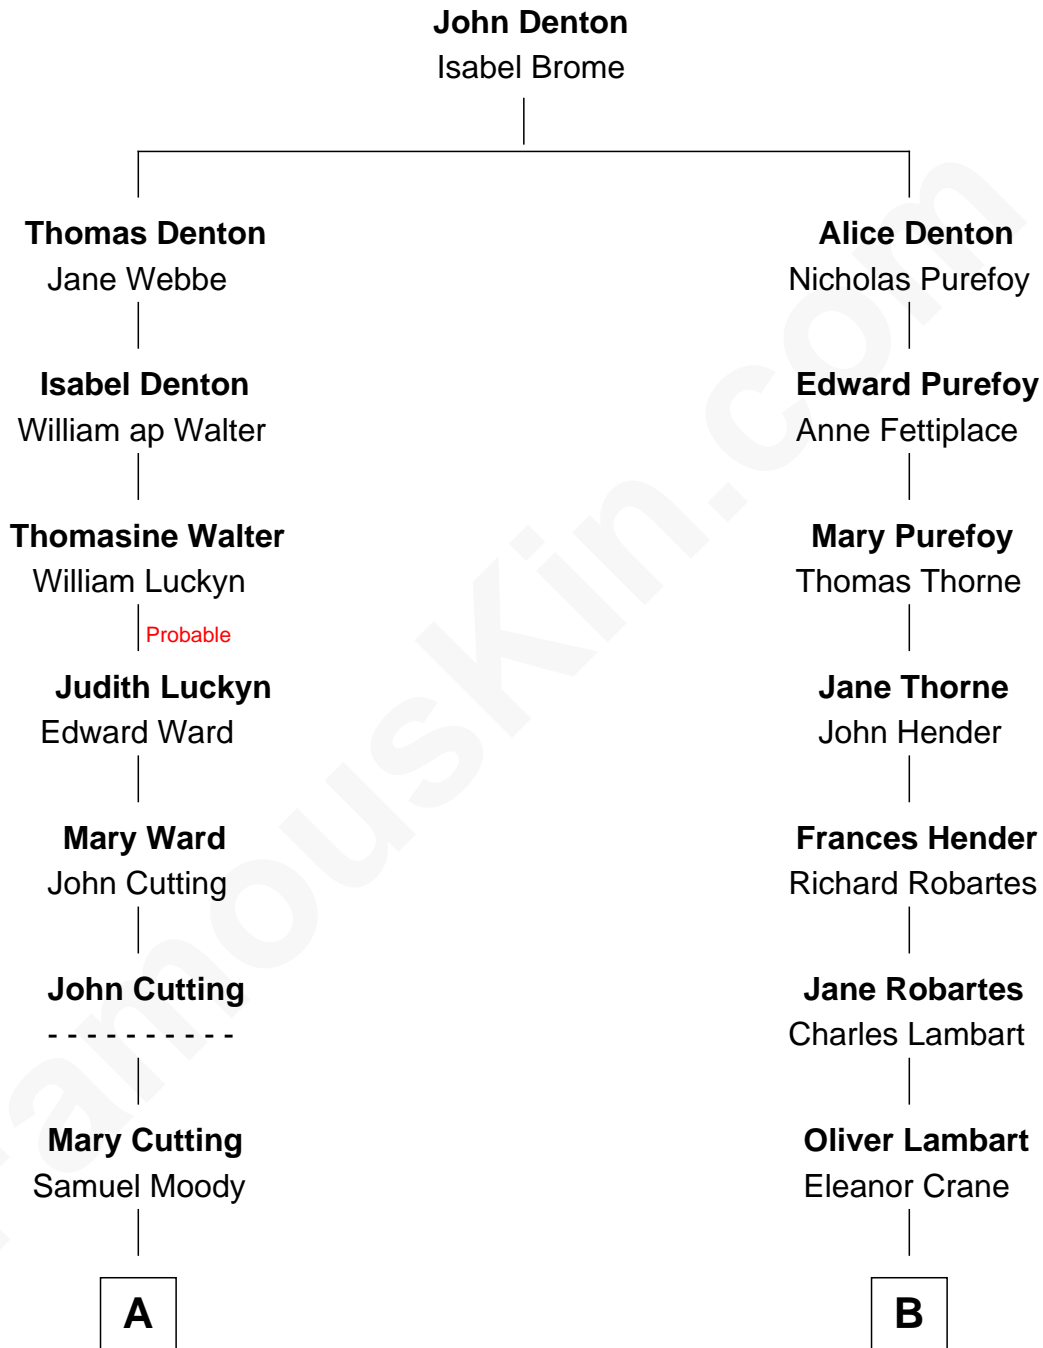 John Denton
Isabel Brome
Thomas Denton
Jane Webbe
Alice Denton
Nicholas Purefoy
Isabel Denton
William ap Walter
Edward Purefoy
Anne Fettiplace
Thomasine Walter
William Luckyn
Mary Purefoy
Thomas Thorne
Probable
Judith Luckyn
Edward Ward
Jane Thorne
John Hender
Mary Ward
John Cutting
Frances Hender
Richard Robartes
John Cutting
- - - - - - - - - -
Jane Robartes
Charles Lambart
Mary Cutting
Samuel Moody
Oliver Lambart
Eleanor Crane
A
B
FamousKin.com